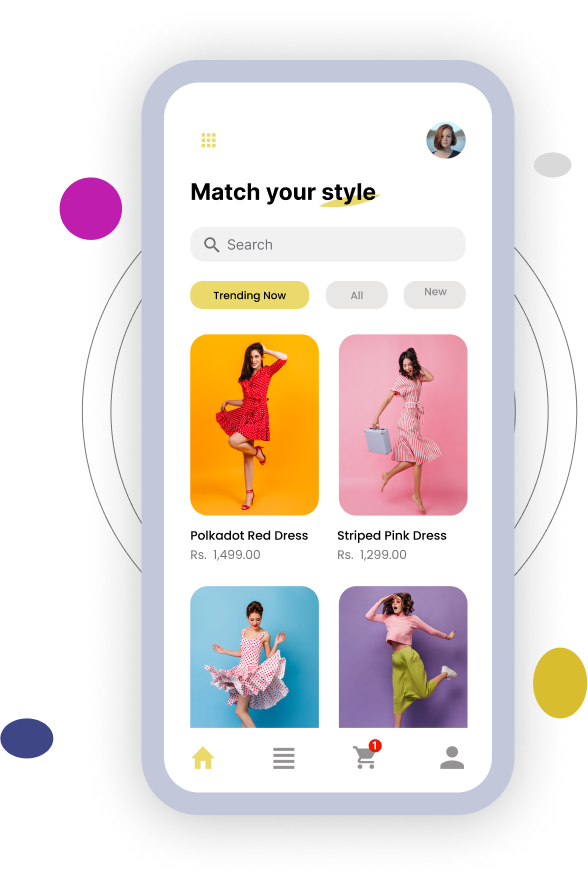 Match your style
Search
Trending Now
All
New
Polkadot Red Dress
Striped Pink Dress
Rs. 1,499.00
Rs. 1,299.00
1